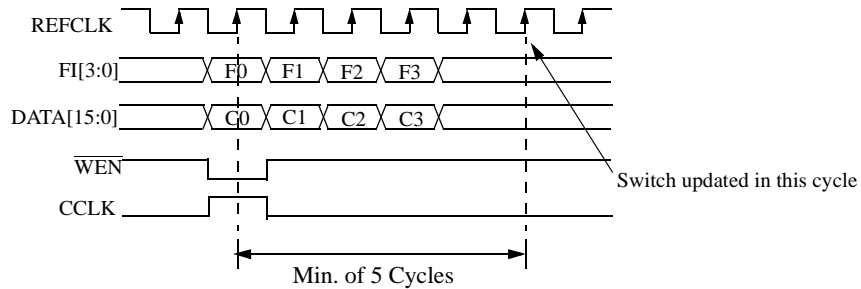 REFCLK
FI[3:0] F0 F1 F2 F3
DATA[15:0] C0 C1 C2 C3
WEN
Switch updated in this cycle
CCLK
Min. of 5 Cycles